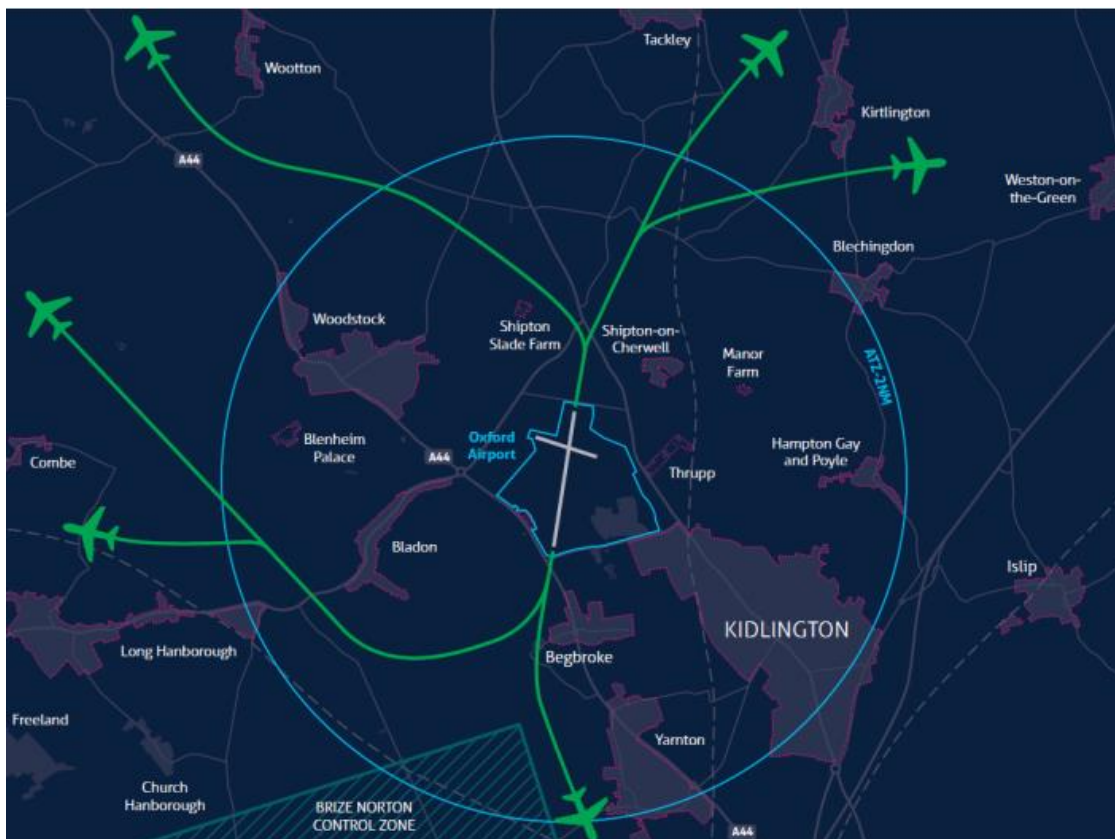 Tackley
Wootton
Kirtlington
A44
Weston-on-
the-Green
Blechingdon
Woodstock
Shipton
Slade Farm
Shipton-on-
Cherwell
Manor
Farm
ATZ-2NM
Blenheim
Palace
Oxford
Airport
A44
Combe
Thrupp
Hampton Gay
and Poyle
Bladon
Islip
KIDLINGTON
Long Hanborough
Begbroke
Freeland
Yarnton
Church
Hanborough
BRIZE NORTON
CONTROL ZONE
A44